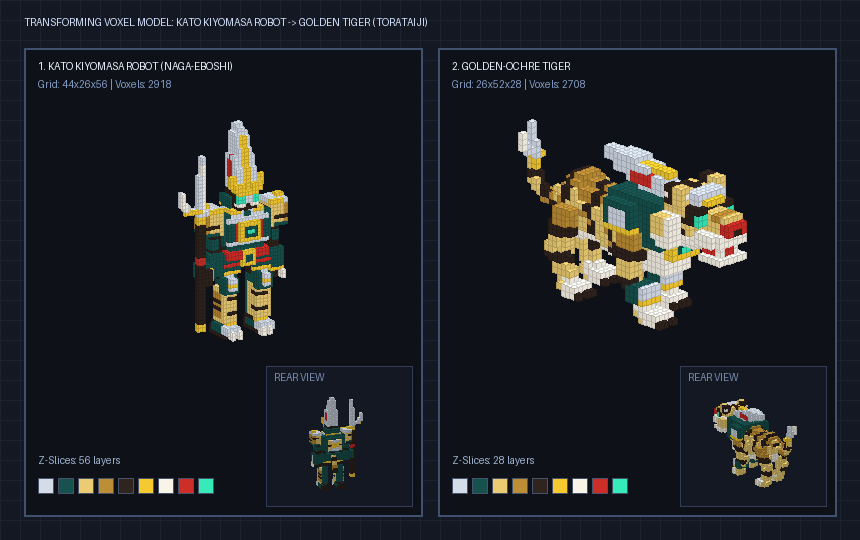 TRANSFORMING VOXEL MODEL: KATO KIYOMASA ROBOT -> GOLDEN TIGER (TORATAIJI)
1. KATO KIYOMASA ROBOT (NAGA-EBOSHI)
Grid: 44x26x56 | Voxels: 2918
REAR VIEW
Z-Slices: 56 layers
2. GOLDEN-OCHRE TIGER
Grid: 26x52x28 | Voxels: 2708
REAR VIEW
Z-Slices: 28 layers